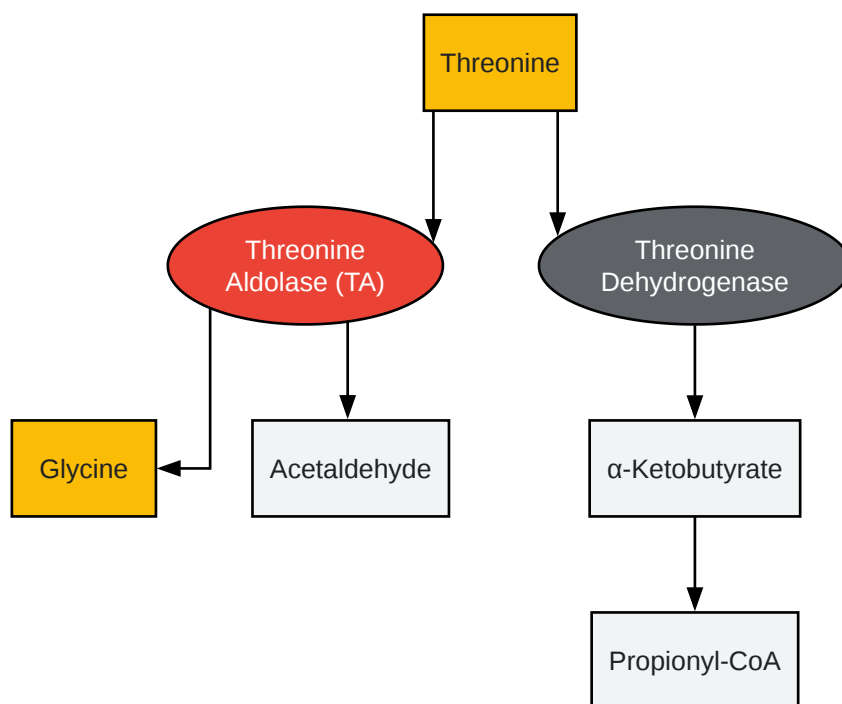 Threonine
Threonine
Aldolase (TA)
Threonine
Dehydrogenase
Glycine
Acetaldehyde
α-Ketobutyrate
Propionyl-CoA